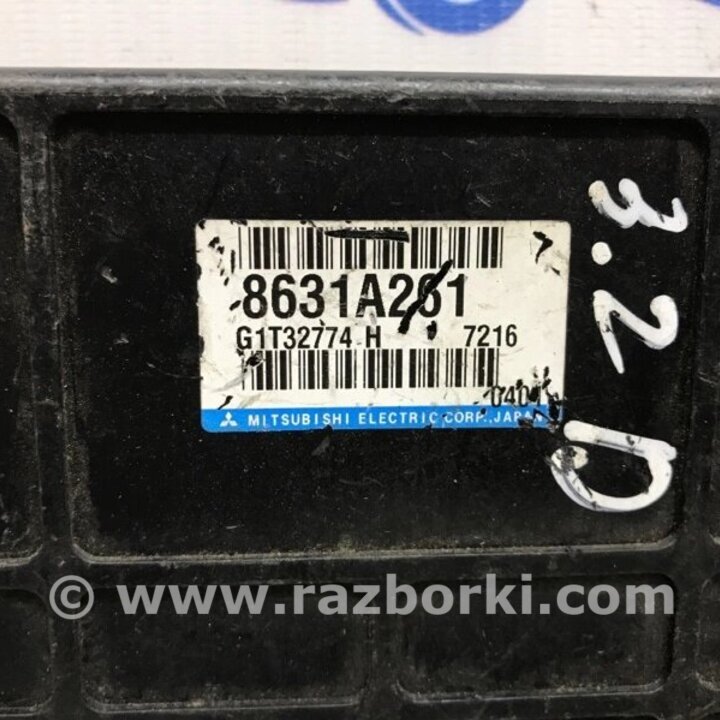 8631A261
G1T32774 H 7216
MITSUBISHI ELECTRIC CORP., JAPAN
3.2 D
© www.razborki.com